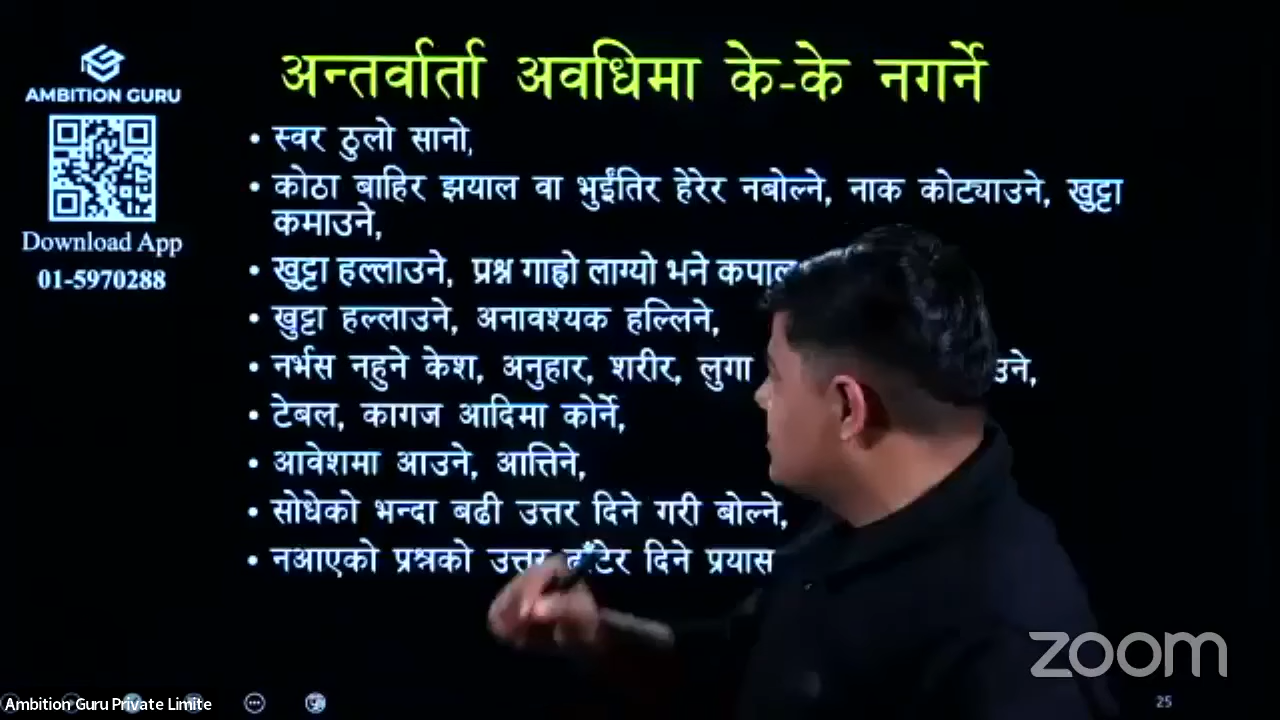 AMBITION GURU
Download App
01-5970288
अन्तर्वार्ता अवधिमा के-के नगर्ने
• स्वर ठुलो सानो,
• कोठा बाहिर झयाल वा भुईंतिर हेरेर नबोल्ने, नाक कोट्याउने, खुट्टा
कमाउने,
• खुट्टा हल्लाउने, प्रश्न गाह्रो लाग्यो भने
• खुट्टा हल्लाउने, अनावश्यक हल्लिने,
• नर्भस नहुने केश, अनुहार, शरीर, लुगा
• टेबल, कागज आदिमा कोर्ने,
• आवेशमा आउने, आत्तिने,
• सोधेको भन्दा बढी उत्तर दिने गरी बोल्ने,
• नआएको प्रश्नको उत्तर ढाँटेर दिने प्रयास
zoom
Ambition Guru Private Limite
25